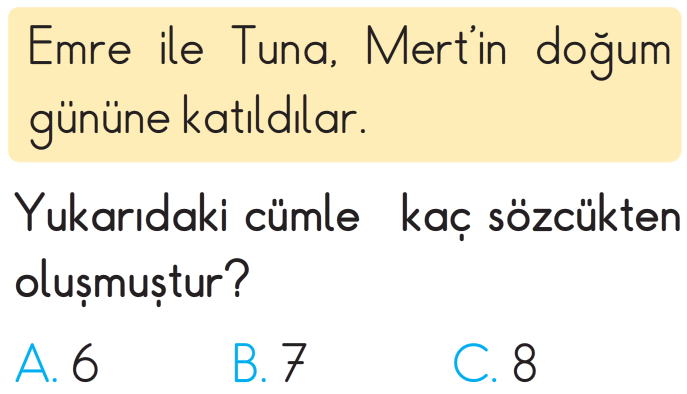 Emre ile Tuna, Mert'in doğum
gününe katıldılar.
Yukarıdaki cümle kaç sözcükten
oluşmuştur?
A. 6 B. 7 C. 8